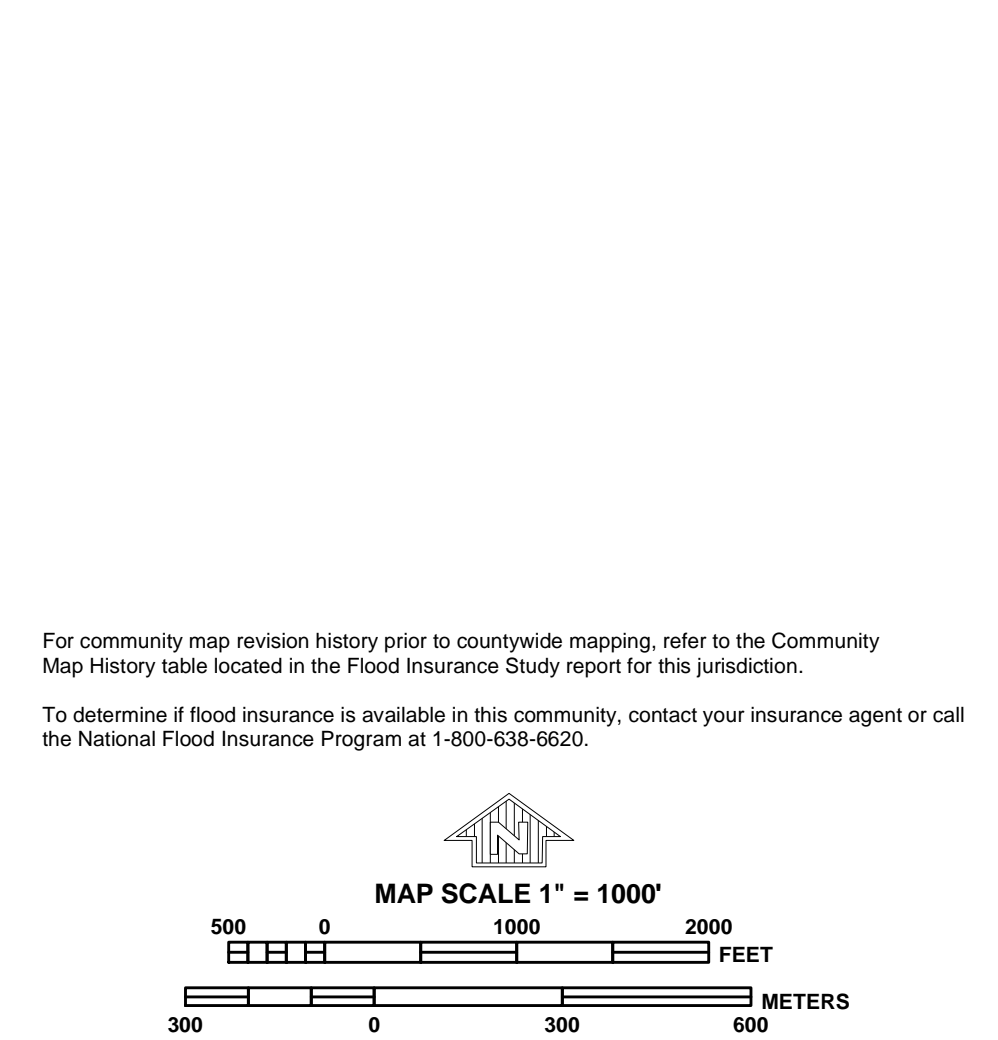 For community map revision history prior to countywide mapping, refer to the Community
Map History table located in the Flood Insurance Study report for this jurisdiction.
To determine if flood insurance is available in this community, contact your insurance agent or call
the National Flood Insurance Program at 1-800-638-6620.
N
MAP SCALE 1" = 1000'
500 0 1000 2000
FEET
METERS
300 0 300 600